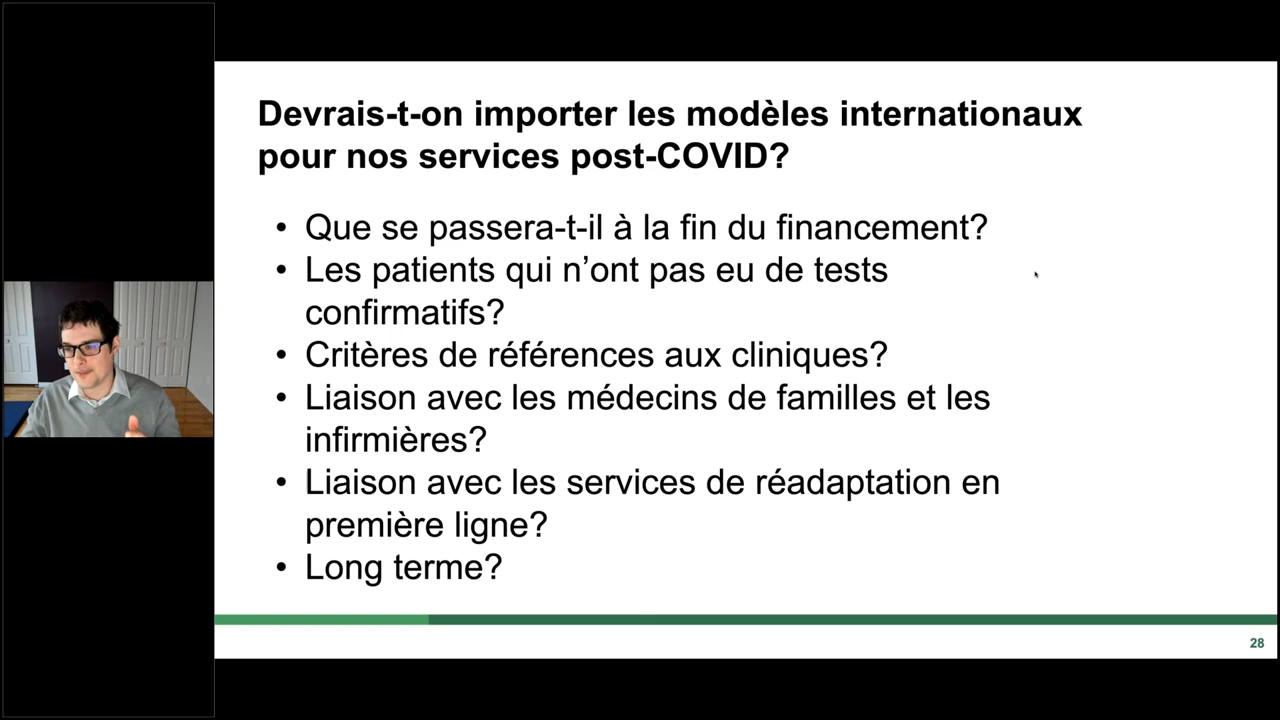 Devrais-t-on importer les modèles internationaux
pour nos services post-COVID?
• Que se passera-t-il à la fin du financement?
• Les patients qui n’ont pas eu de tests
confirmatifs?
• Critères de références aux cliniques?
• Liaison avec les médecins de familles et les
infirmières?
• Liaison avec les services de réadaptation en
première ligne?
• Long terme?
28